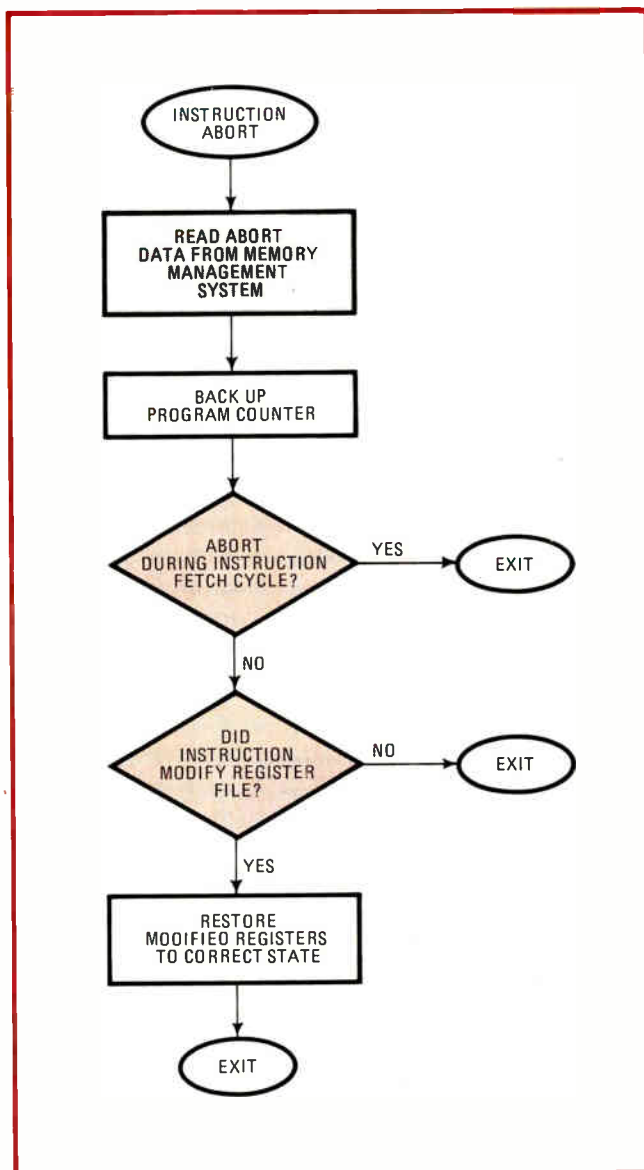 INSTRUCTION
ABORT
READ ABORT
DATA FROM MEMORY
MANAGEMENT
SYSTEM
BACK UP
PROGRAM COUNTER
ABORT
DURING INSTRUCTION
FETCH CYCLE?
YES
EXIT
NO
DID
INSTRUCTION
MODIFY REGISTER
FILE?
NO
EXIT
YES
RESTORE
MODIFIED REGISTERS
TO CORRECT STATE
EXIT